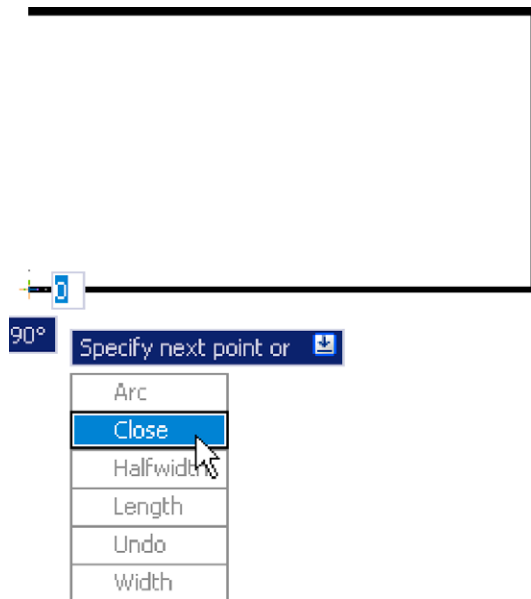 0
90°
Specify next point or
Arc
Close
Halfwidth
Length
Undo
Width